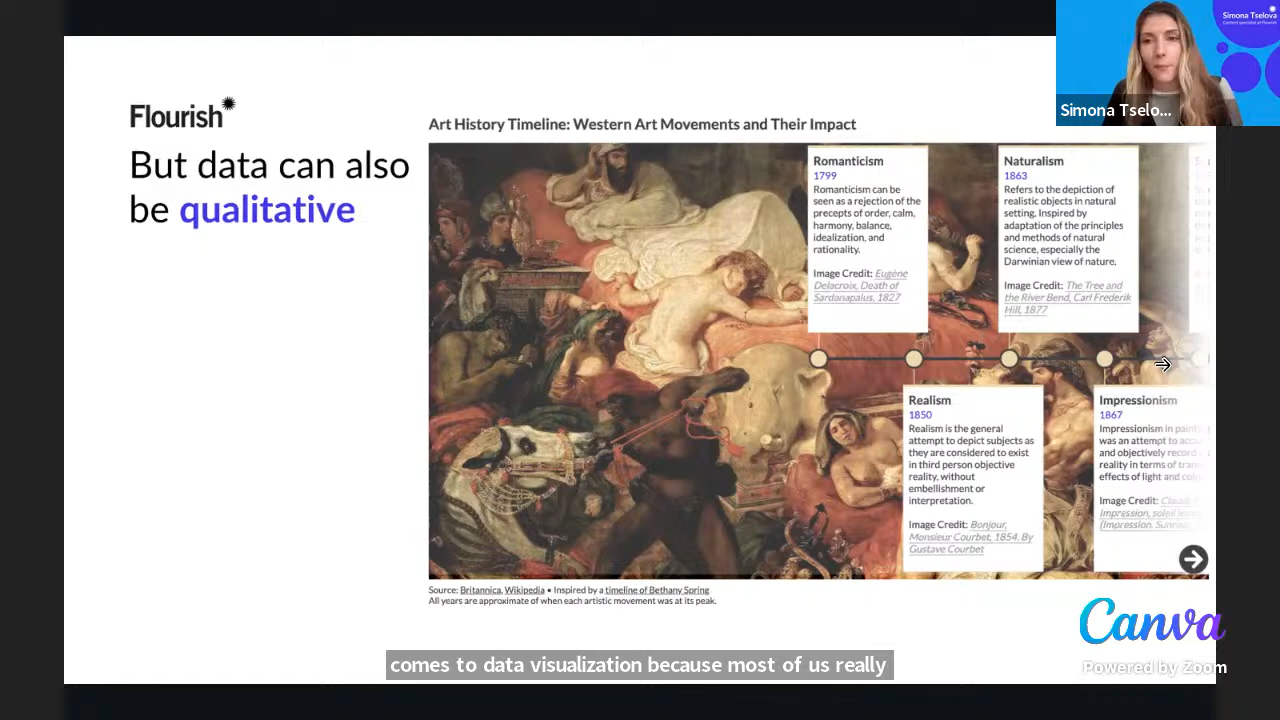 Simona Tselova
Simona Tselo...
Flourish
But data can also
be qualitative
Art History Timeline: Western Art Movements and Their Impact
Romanticism
1799
Romanticism can be
seen as a rejection of the
precepts of order, calm,
harmony, balance,
idealization, and
rationality.
Image Credit: Eugène
Delacroix, Death of
Sardanapalus, 1827
Naturalism
1863
Refers to the depiction of
realistic objects in natural
setting. Inspired by
adaptation of the principles
and methods of natural
science, especially the
Darwinian view of nature.
Image Credit: The Tree and
the River Bend, Carl Frederik
Hill, 1877
Realism
1850
Realism is the general
attempt to depict subjects as
they are considered to exist
in third person objective
reality, without
embellishment or
interpretation.
Image Credit: Bonjour,
Monsieur Courbet, 1854. By
Gustave Courbet
Impressionism
1867
Impressionism in
was an attempt to
and objectively record
reality in terms of
effects of light and
Image Credit:
Impression, soleil
(Impression, Sunrise)
Source: Britannica, Wikipedia • Inspired by a timeline of Bethany Spring
All years are approximate of when each artistic movement was at its peak.
Canva
Powered by Zoom
comes to data visualization because most of us really